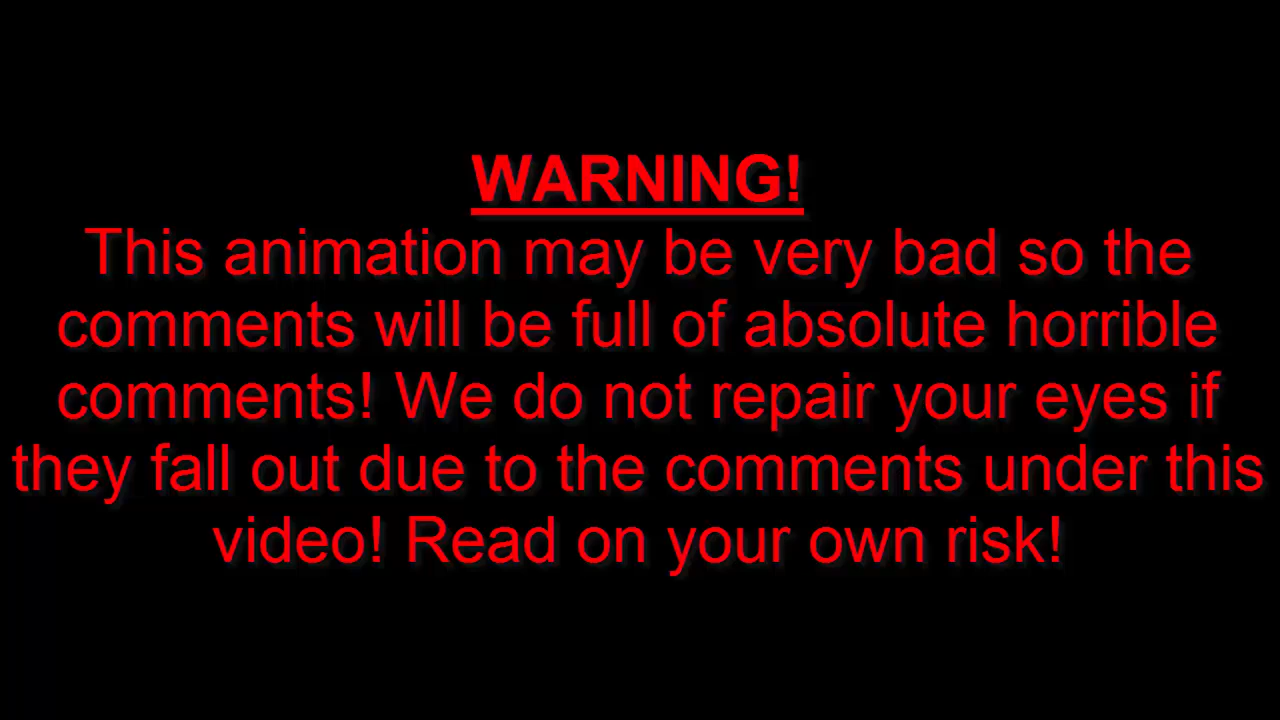 WARNING!
This animation may be very bad so the
comments will be full of absolute horrible
comments! We do not repair your eyes if
they fall out due to the comments under this
video! Read on your own risk!